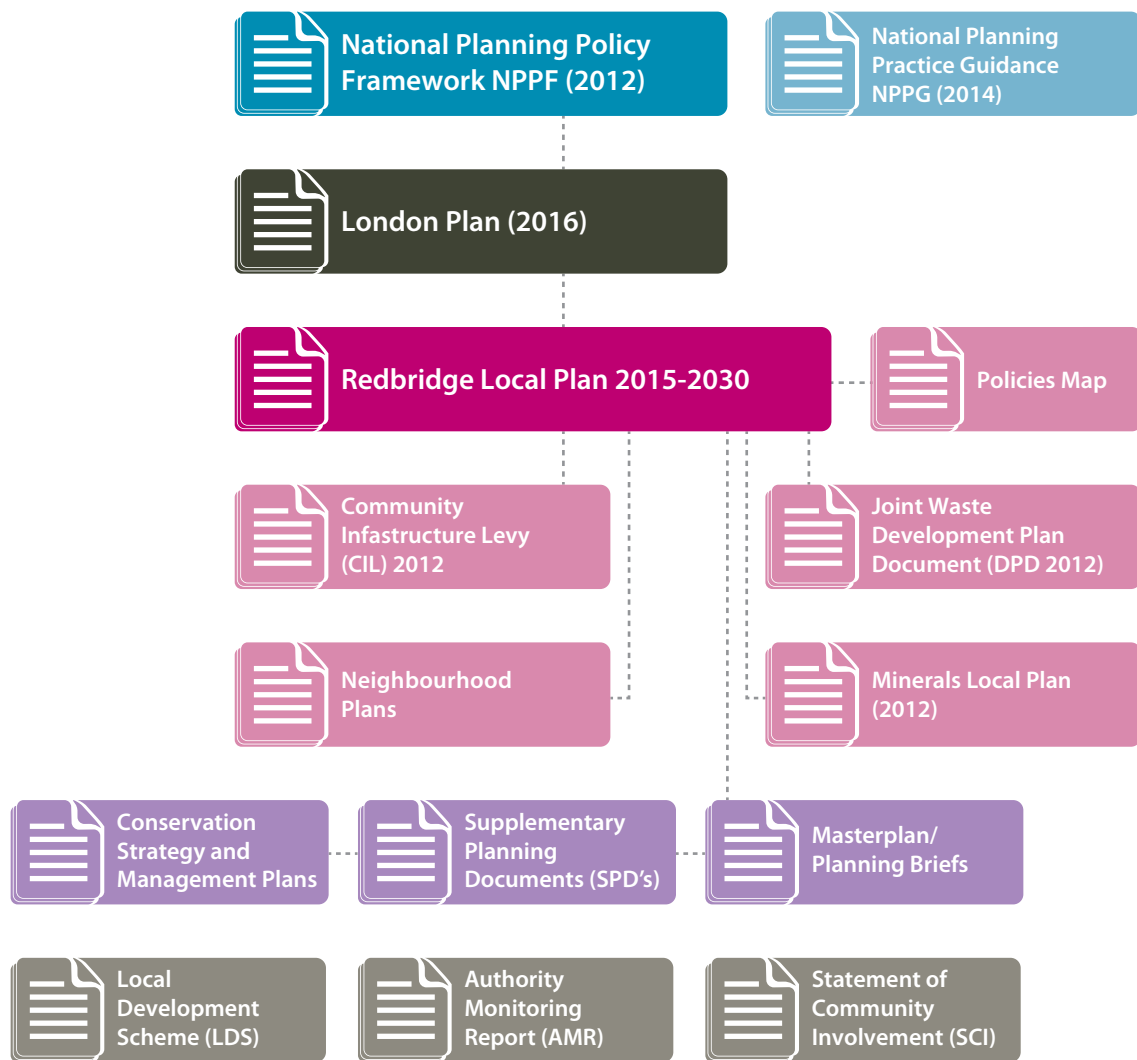 National Planning Policy
Framework NPPF (2012)
National Planning
Practice Guidance
NPPG (2014)
London Plan (2016)
Redbridge Local Plan 2015-2030
Policies Map
Community
Infastructure Levy
(CIL) 2012
Joint Waste
Development Plan
Document (DPD 2012)
Neighbourhood
Plans
Minerals Local Plan
(2012)
Conservation
Strategy and
Management Plans
Supplementary
Planning
Documents (SPD's)
Masterplan/
Planning Briefs
Local
Development
Scheme (LDS)
Authority
Monitoring
Report (AMR)
Statement of
Community
Involvement (SCI)